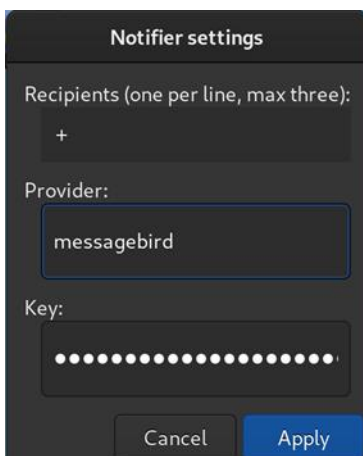 Notifier settings
Recipients (one per line, max three):
+
Provider:
messagebird
Key:
••••••••••••••••••••
Cancel
Apply